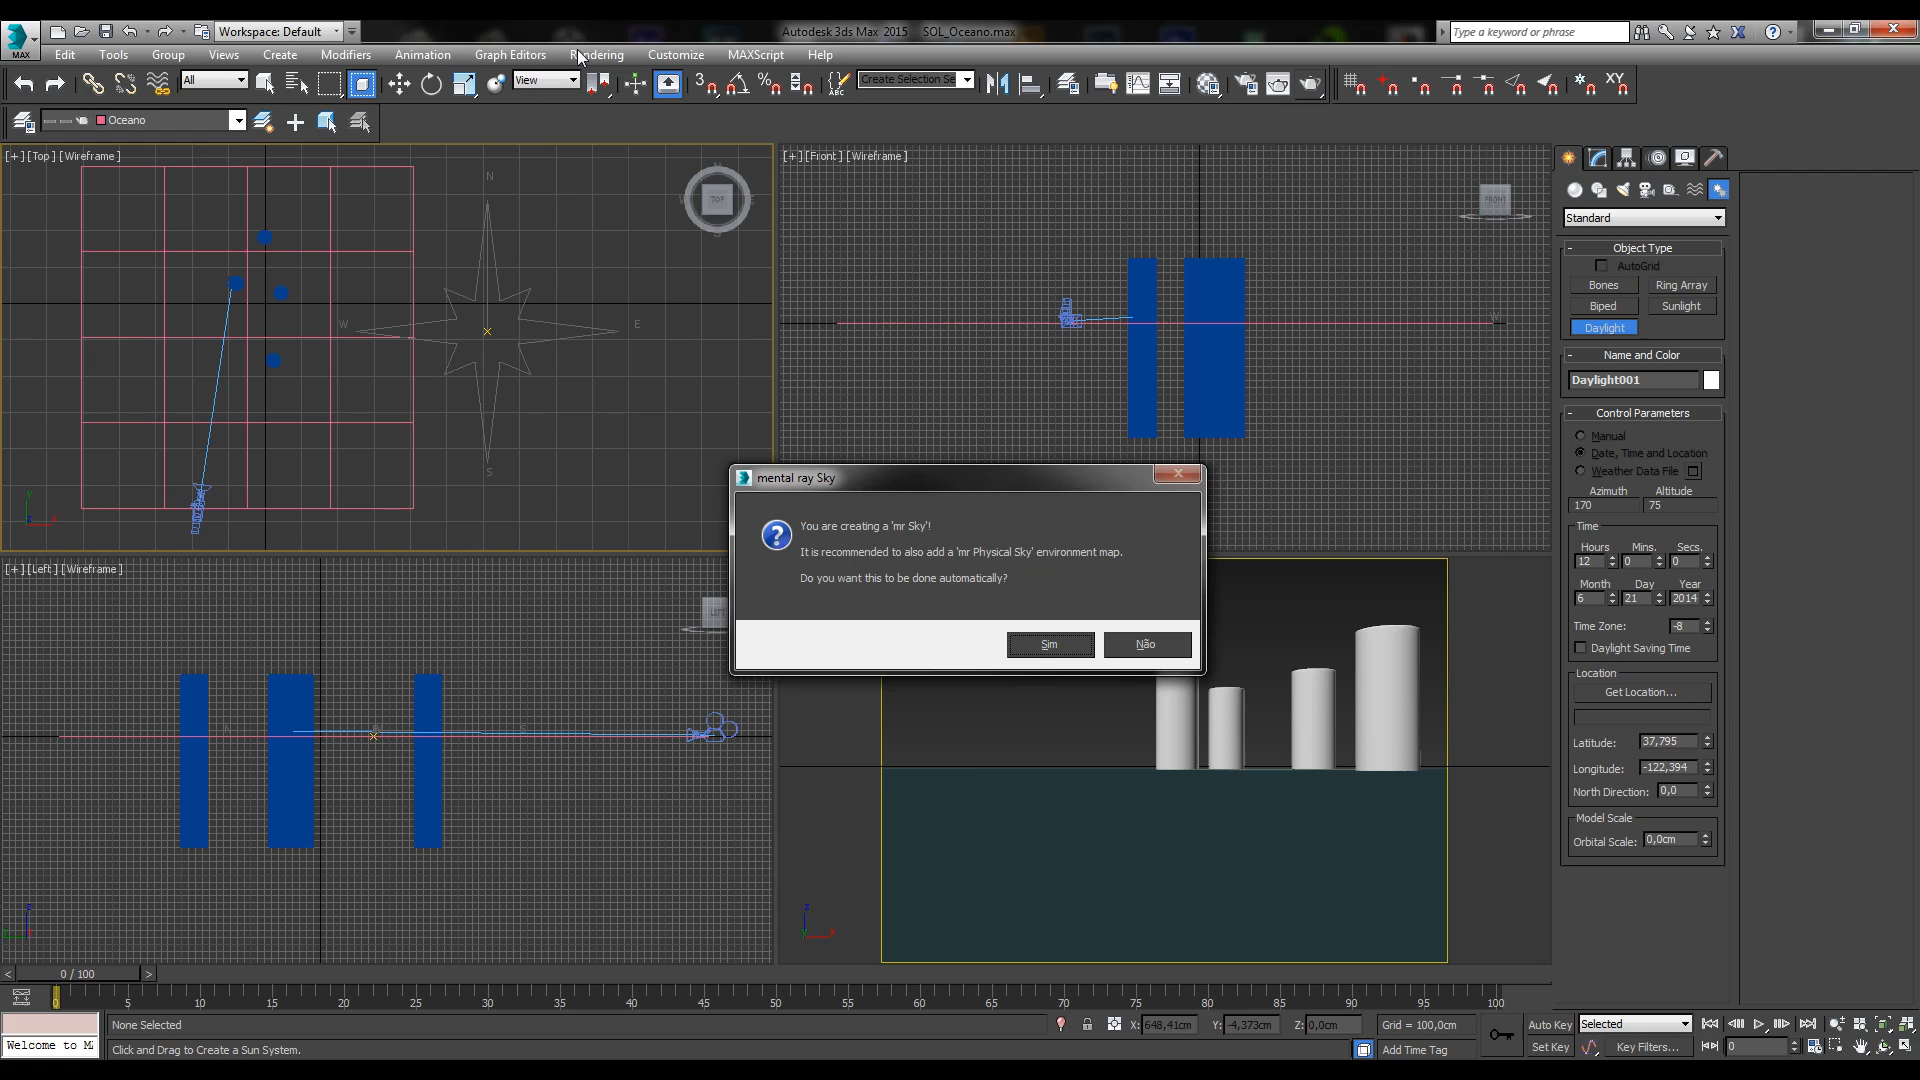 Workspace: Default
Autodesk 3ds Max 2015 SOL_Oceano.max
Type a keyword or phrase
MAX
Edit Tools Group Views Create Modifiers Animation Graph Editors Rendering Customize MAXScript Help
All
View
3
%
ABC
Create Selection Se
XY
Oceano
[+] [Top] [Wireframe]
N
W
E
S
TOP
[+] [Front] [Wireframe]
FRONT
W
[+] [Left] [Wireframe]
LEFT
N
S
mental ray Sky
You are creating a 'mr Sky'!
It is recommended to also add a 'mr Physical Sky' environment map.
Do you want this to be done automatically?
Sim
Não
Standard
- Object Type
AutoGrid
Bones Ring Array
Biped Sunlight
Daylight
- Name and Color
Daylight001
- Control Parameters
Manual
Date, Time and Location
Weather Data File
Azimuth Altitude
170 75
Time
Hours Mins. Secs.
12 0 0
Month Day Year
6 21 2014
Time Zone: -8
Daylight Saving Time
Location
Get Location...
Latitude: 37,795
Longitude: -122,394
North Direction: 0,0
Model Scale
Orbital Scale: 0,0cm
< 0 / 100 >
0 5 10 15 20 25 30 35 40 45 50 55 60 65 70 75 80 85 90 95 100
None Selected
X: 648,41cm Y: -4,373cm Z: 0,0cm
Grid = 100,0cm
Auto Key Selected
Welcome to MA
Click and Drag to Create a Sun System.
Add Time Tag
Set Key Key Filters... 0